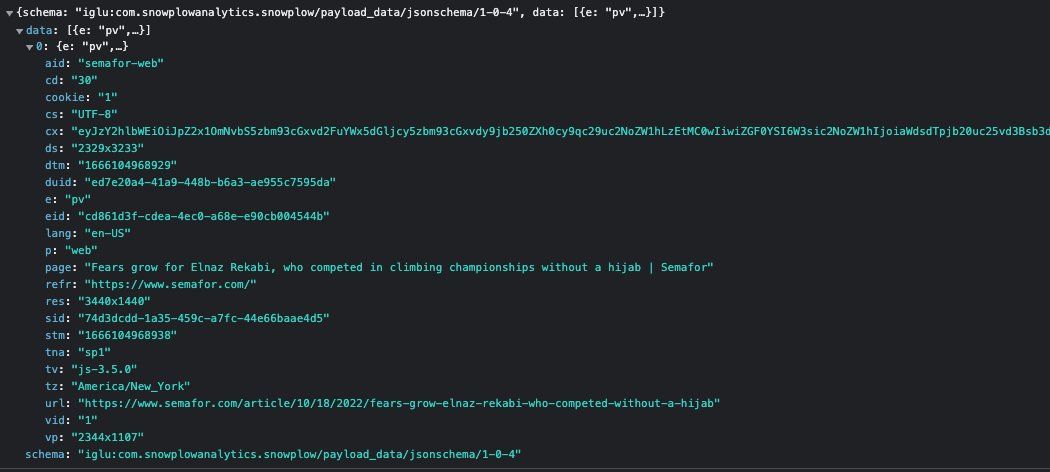 {schema: "iglu:com.snowplowanalytics.snowplow/payload_data/jsonschema/1-0-4", data: [{e: "pv",…}]}
data: [{e: "pv",…}]
0: {e: "pv",…}
aid: "semafor-web"
cd: "30"
cookie: "1"
cs: "UTF-8"
cx: "eyJzY2hlbWEiOiJpZ2x1OmNvbS5zbm93cGxvd2FuYWx5dGljcy5zbm93cGxvdy9jb250ZXh0cy9qc29uc2NoZW1hLzEtMC0wIiwiZGF0YSI6W3sic2NoZW1hIjoiaWdsdTpjb20uc25vd3Bsb3d
ds: "2329x3233"
dtm: "1666104968929"
duid: "ed7e20a4-41a9-448b-b6a3-ae955c7595da"
e: "pv"
eid: "cd861d3f-cdea-4ec0-a68e-e90cb004544b"
lang: "en-US"
p: "web"
page: "Fears grow for Elnaz Rekabi, who competed in climbing championships without a hijab | Semafor"
refr: "https://www.semafor.com/"
res: "3440x1440"
sid: "74d3dcdd-1a35-459c-a7fc-44e66baae4d5"
stm: "1666104968938"
tna: "sp1"
tv: "js-3.5.0"
tz: "America/New_York"
url: "https://www.semafor.com/article/10/18/2022/fears-grow-elnaz-rekabi-who-competed-without-a-hijab"
vid: "1"
vp: "2344x1107"
schema: "iglu:com.snowplowanalytics.snowplow/payload_data/jsonschema/1-0-4"